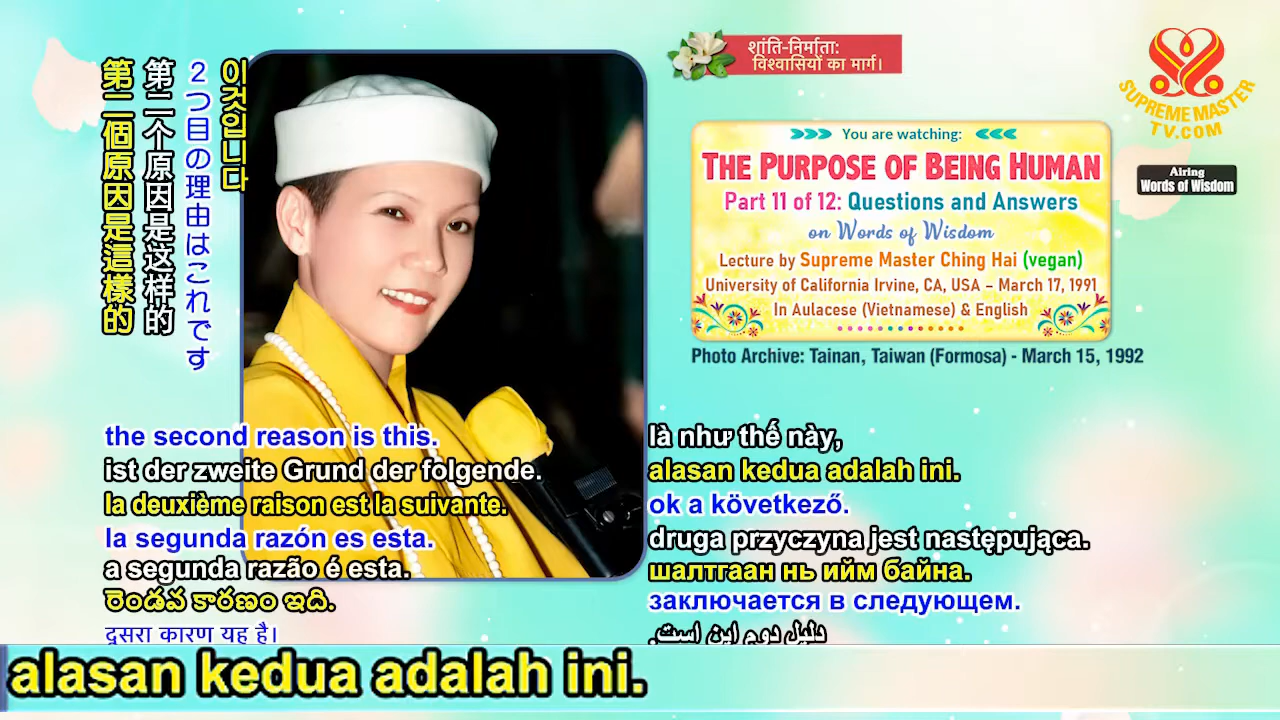 第二個原因是這樣的
第二个原因是这样的
2つ目の理由はこれです
이것입니다
शांति-निर्माता:
विश्वासियों का मार्ग।
SUPREME MASTER
TV.COM
You are watching:
THE PURPOSE OF BEING HUMAN
Part 11 of 12: Questions and Answers
on Words of Wisdom
Lecture by Supreme Master Ching Hai (vegan)
University of California Irvine, CA, USA – March 17, 1991
In Aulacese (Vietnamese) & English
Airing
Words of Wisdom
Photo Archive: Tainan, Taiwan (Formosa) - March 15, 1992
the second reason is this.
ist der zweite Grund der folgende.
la deuxième raison est la suivante.
la segunda razón es esta.
a segunda razão é esta.
రెండవ కారణం ఇది.
दूसरा कारण यह है।
là như thế này,
alasan kedua adalah ini.
ok a következő.
druga przyczyna jest następująca.
шалтгаан нь ийм байна.
заключается в следующем.
دلیل دوم این است.
alasan kedua adalah ini.